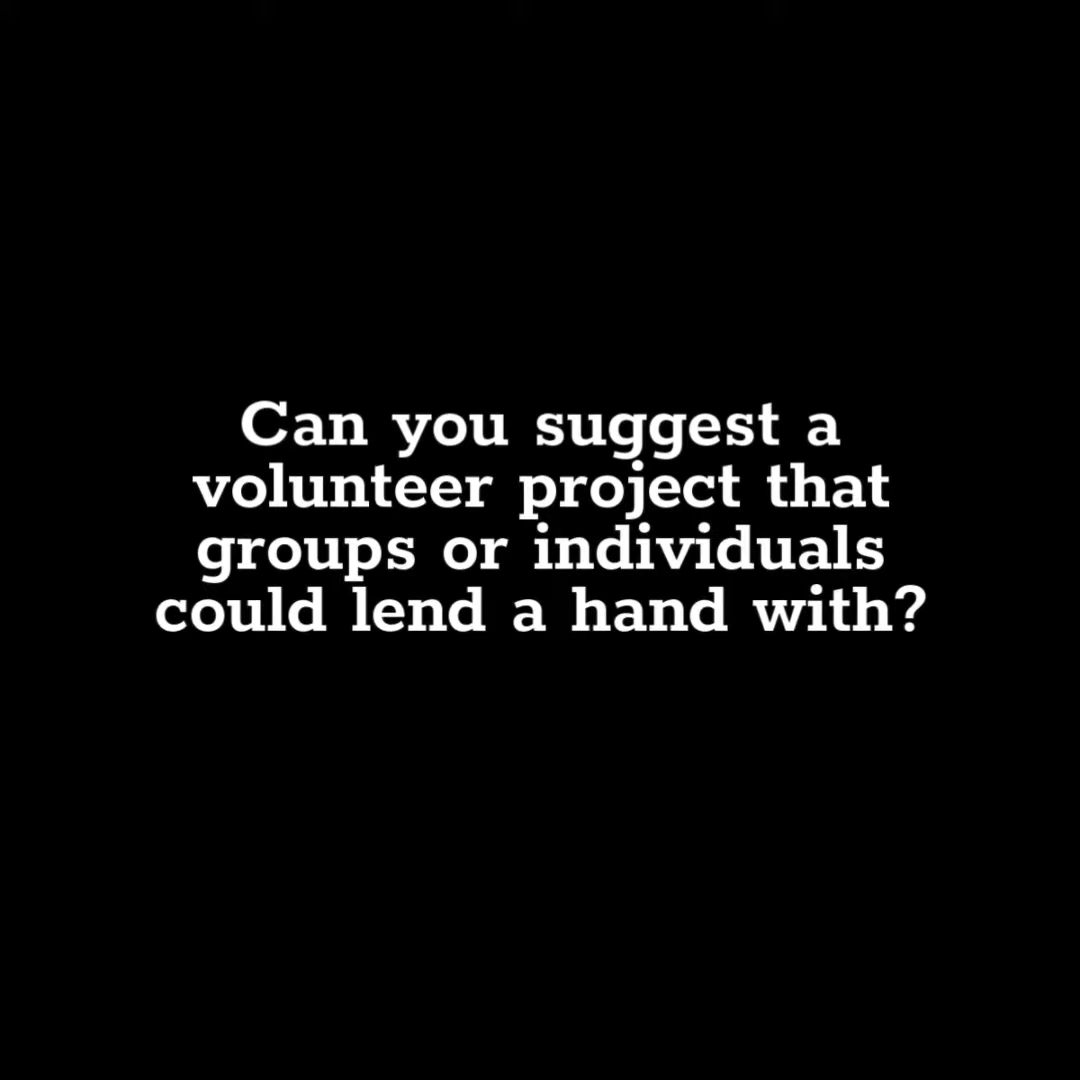 Can you suggest a
volunteer project that
groups or individuals
could lend a hand with?